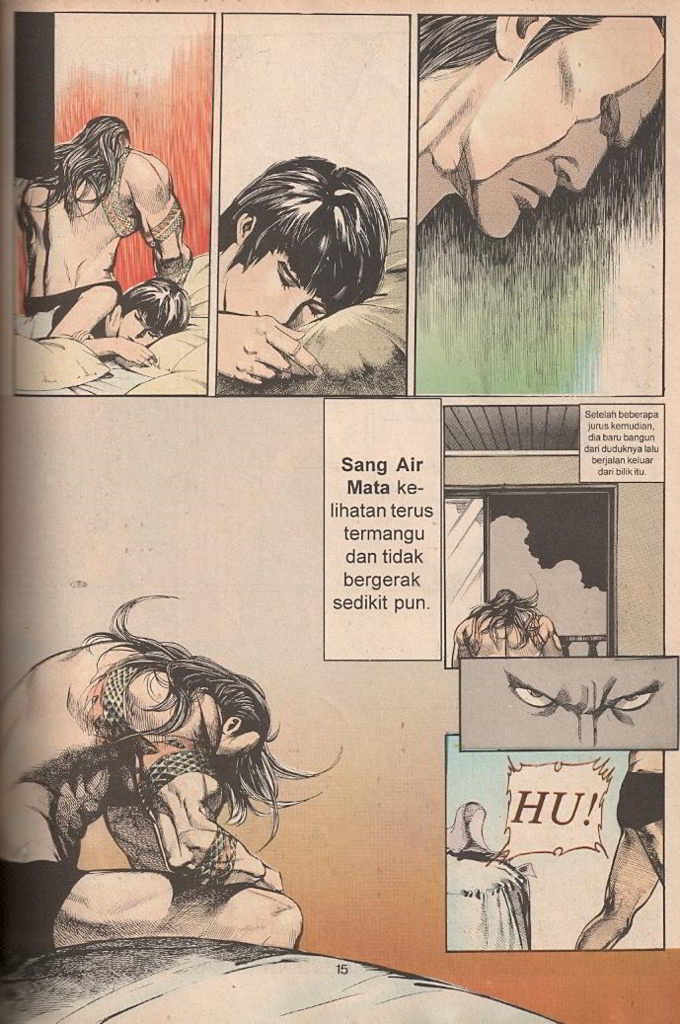 Sang Air
Mata ke-
lihatan terus
termangu
dan tidak
bergerak
sedikit pun.
Setelah beberapa
jurus kemudian,
dia baru bangun
dari duduknya lalu
berjalan keluar
dari bilik itu.
HU!
15